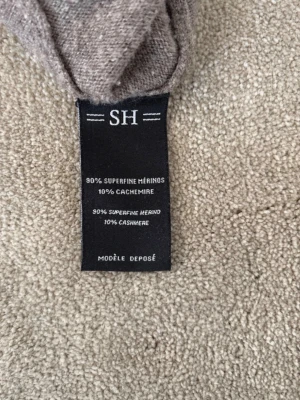 SH
90% SUPERFINE MÉRINOS
10% CACHEMIRE
90% SUPERFINE MERINO
10% CASHMERE
MODÈLE DEPOSÉ